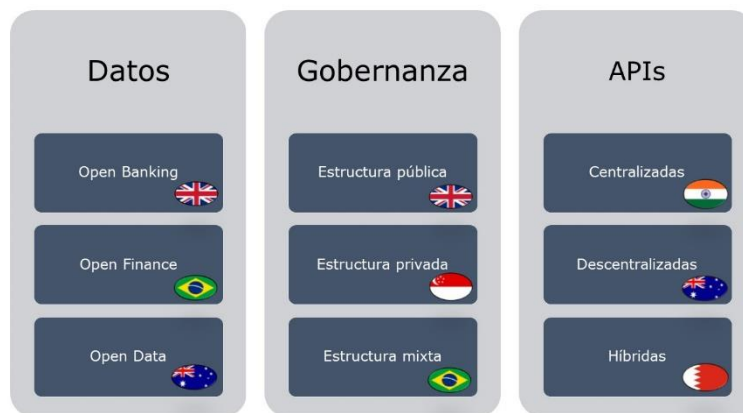 Datos
Open Banking
Open Finance
Open Data
Gobernanza
Estructura pública
Estructura privada
Estructura mixta
APIs
Centralizadas
Descentralizadas
Híbridas